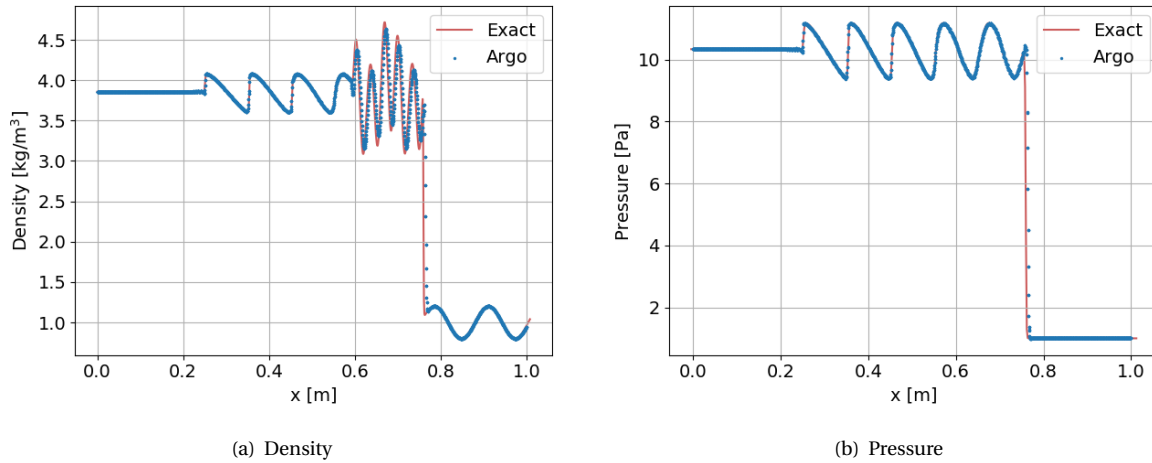 Density [kg/m³]
4.5
4.0
3.5
3.0
2.5
2.0
1.5
1.0
0.0 0.2 0.4 0.6 0.8 1.0
x [m]
Exact
Argo
(a) Density
Pressure [Pa]
10
8
6
4
2
0.0 0.2 0.4 0.6 0.8 1.0
x [m]
Exact
Argo
(b) Pressure